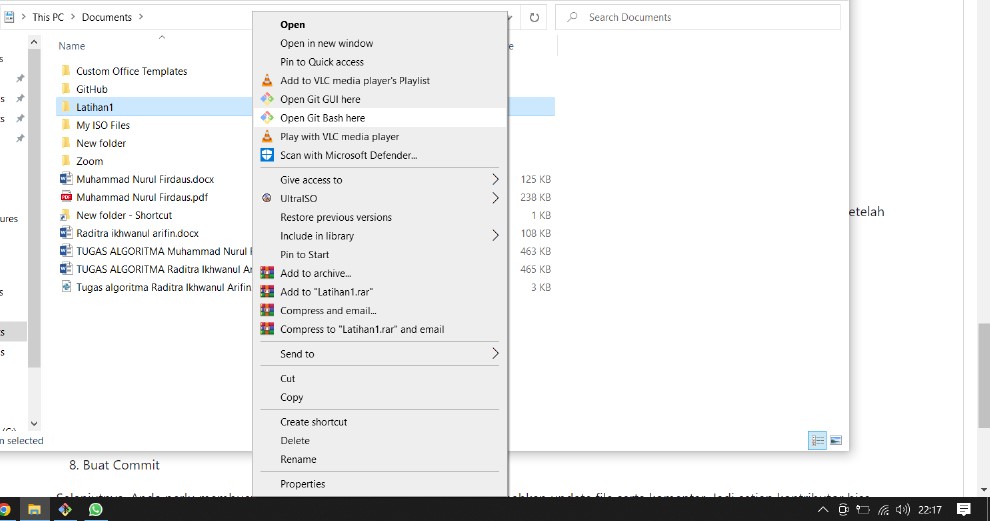 This PC
Documents
Search Documents
Name
Custom Office Templates
GitHub
Latihan1
My ISO Files
New folder
Zoom
Muhammad Nurul Firdaus.docx
125 KB
Muhammad Nurul Firdaus.pdf
238 KB
New folder - Shortcut
1 KB
Raditra ikhwanul arifin.docx
108 KB
TUGAS ALGORITMA Muhammad Nurul
463 KB
TUGAS ALGORITMA Raditra Ikhwanul
465 KB
Tugas algoritma Raditra Ikhwanul Arifin
3 KB
Open
Open in new window
Pin to Quick access
Add to VLC media player's Playlist
Open Git GUI here
Open Git Bash here
Play with VLC media player
Scan with Microsoft Defender...
Give access to
UltraISO
Restore previous versions
Include in library
Pin to Start
Add to archive...
Add to "Latihan1.rar"
Compress and email...
Compress to "Latihan1.rar" and email
Send to
Cut
Copy
Create shortcut
Delete
Rename
Properties
etelah
selected
8. Buat Commit
22:17